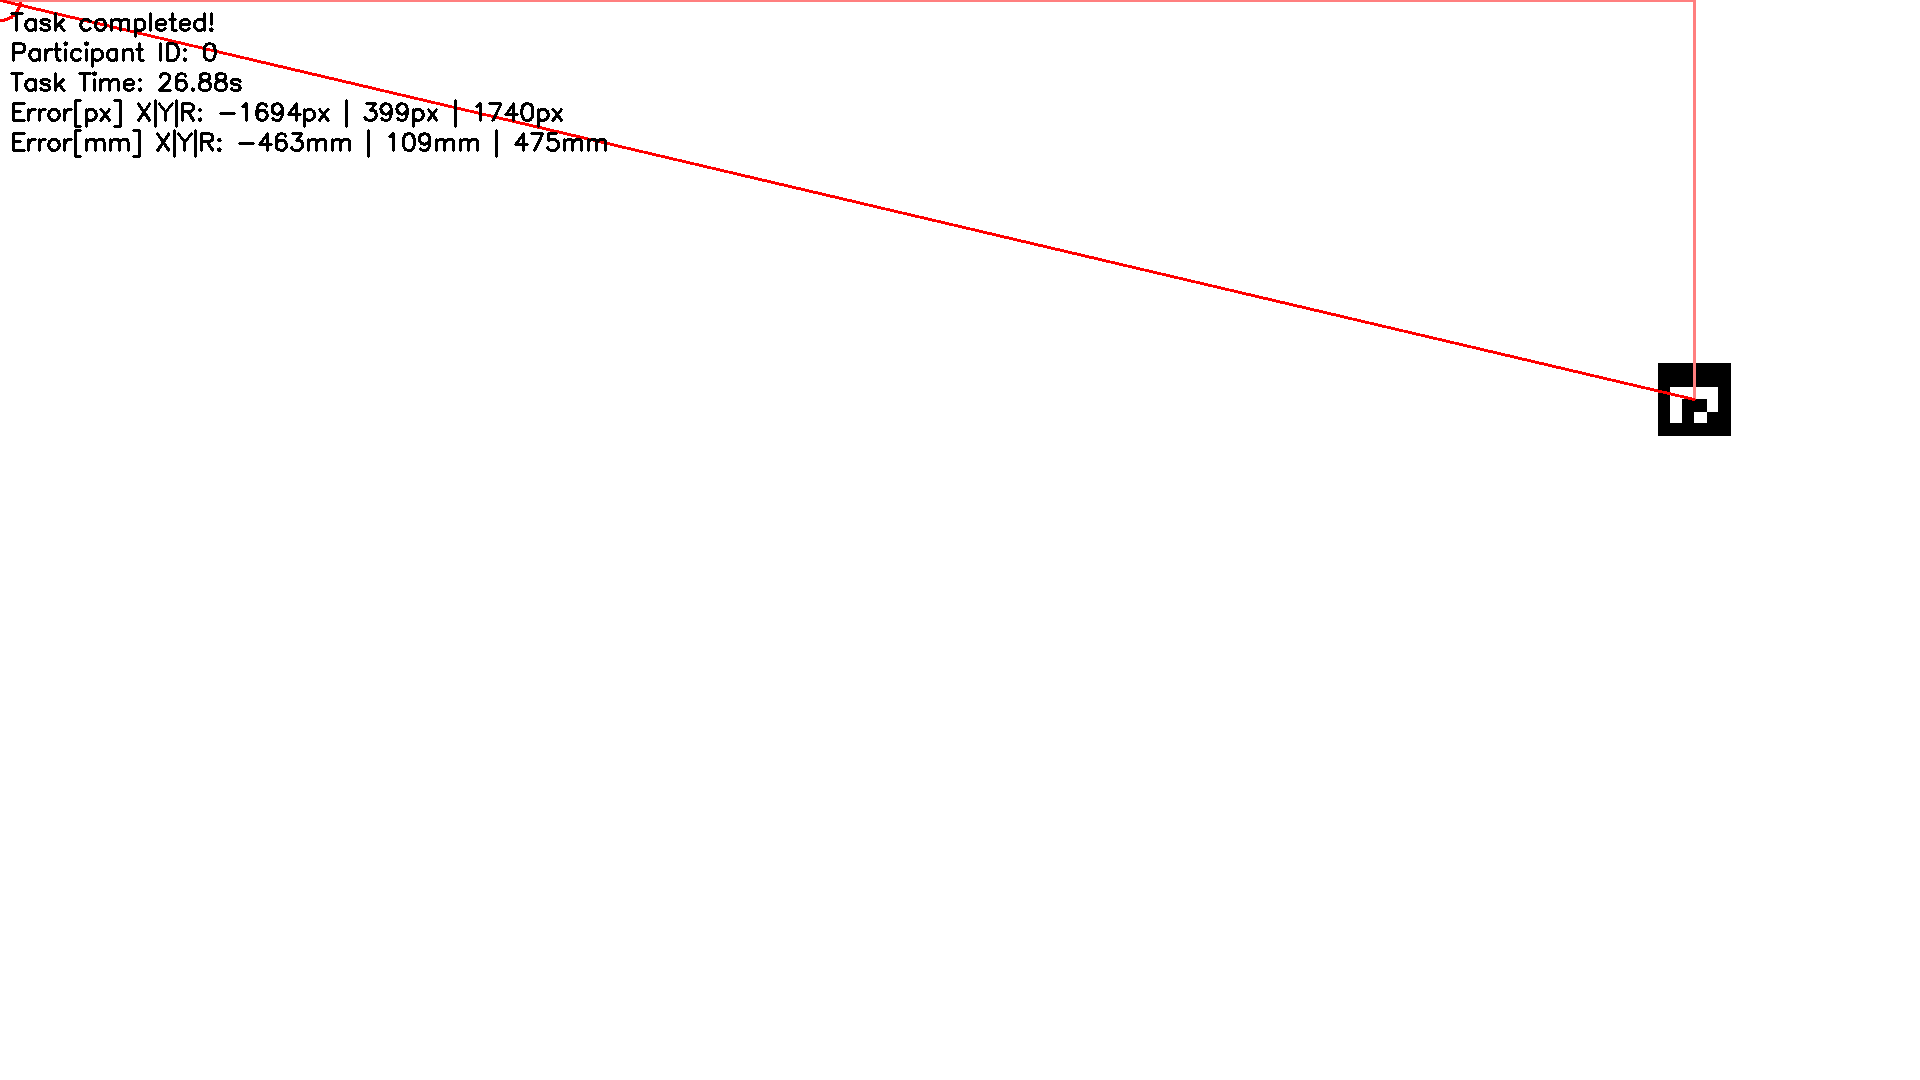 Task completed!
Participant ID: 0
Task Time: 26.88s
Error[px] X|Y|R: -1694px | 399px | 1740px
Error[mm] X|Y|R: -463mm | 109mm | 475mm